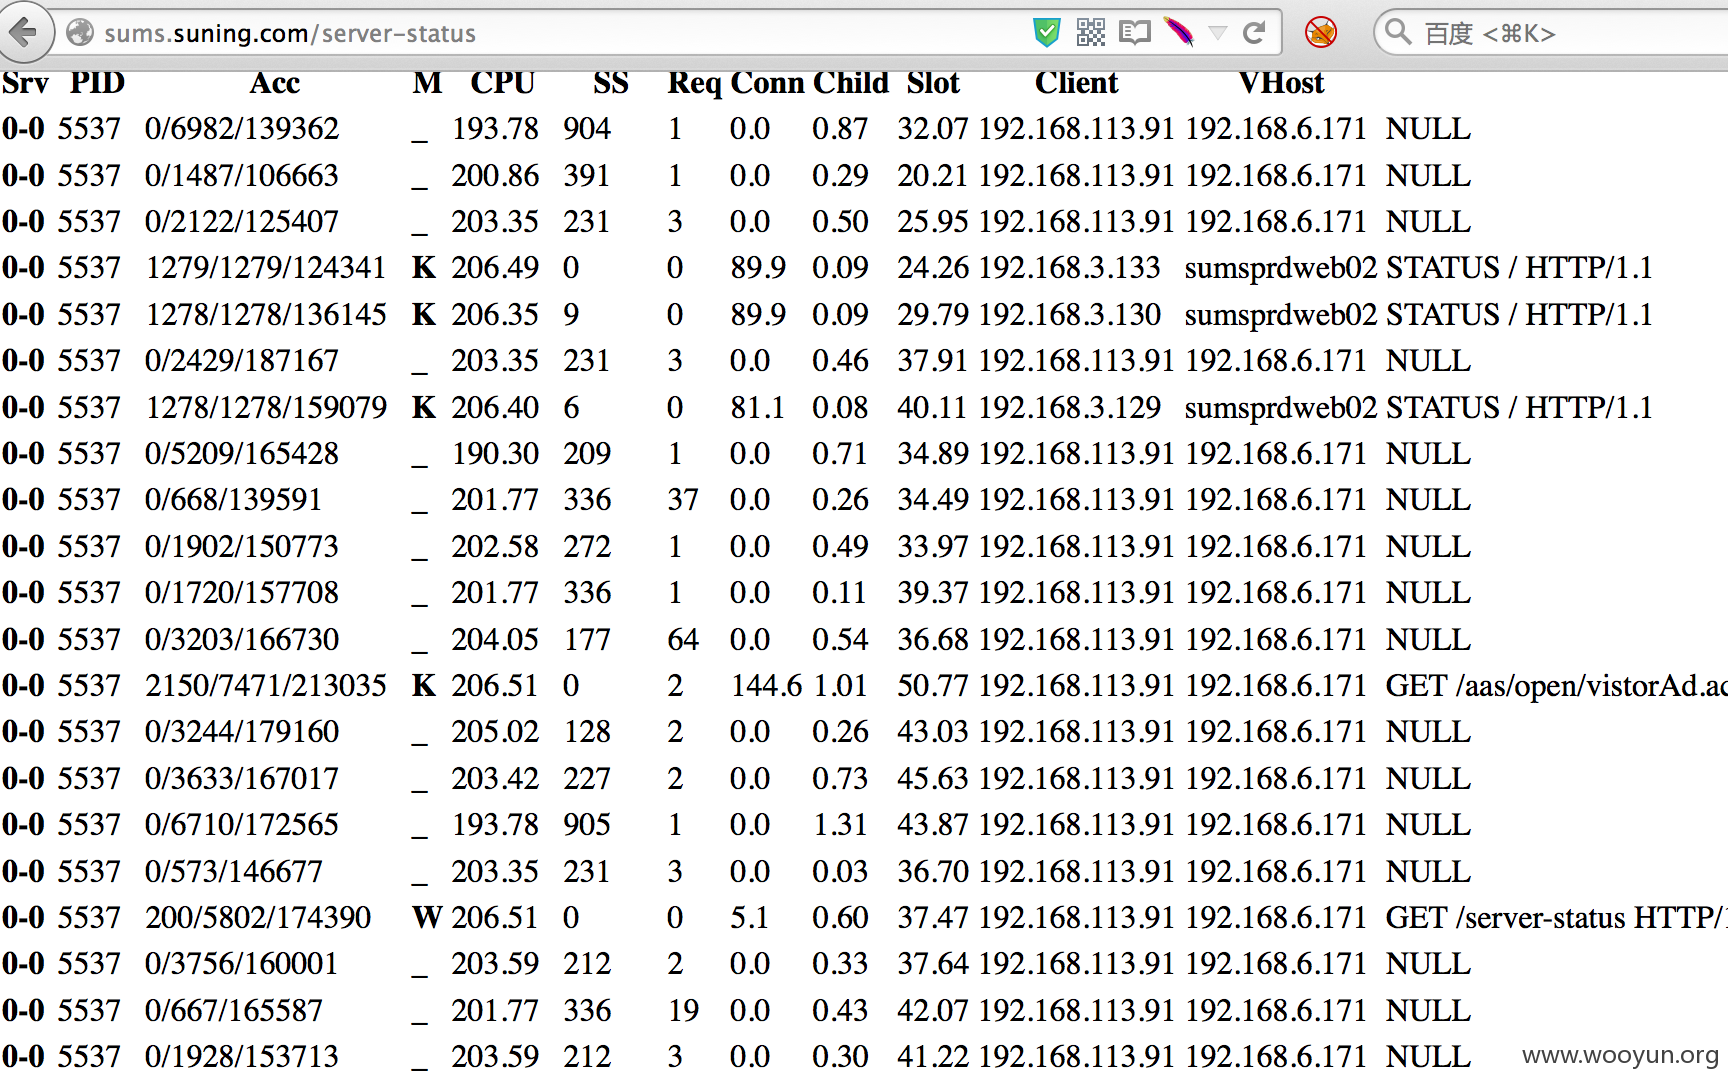 sums.suning.com/server-status 百度 <⌘K>
Srv PID Acc M CPU SS Req Conn Child Slot Client VHost
0-0 5537 0/6982/139362 _ 193.78 904 1 0.0 0.87 32.07 192.168.113.91 192.168.6.171 NULL
0-0 5537 0/1487/106663 _ 200.86 391 1 0.0 0.29 20.21 192.168.113.91 192.168.6.171 NULL
0-0 5537 0/2122/125407 _ 203.35 231 3 0.0 0.50 25.95 192.168.113.91 192.168.6.171 NULL
0-0 5537 1279/1279/124341 K 206.49 0 0 89.9 0.09 24.26 192.168.3.133 sumsprdweb02 STATUS / HTTP/1.1
0-0 5537 1278/1278/136145 K 206.35 9 0 89.9 0.09 29.79 192.168.3.130 sumsprdweb02 STATUS / HTTP/1.1
0-0 5537 0/2429/187167 _ 203.35 231 3 0.0 0.46 37.91 192.168.113.91 192.168.6.171 NULL
0-0 5537 1278/1278/159079 K 206.40 6 0 81.1 0.08 40.11 192.168.3.129 sumsprdweb02 STATUS / HTTP/1.1
0-0 5537 0/5209/165428 _ 190.30 209 1 0.0 0.71 34.89 192.168.113.91 192.168.6.171 NULL
0-0 5537 0/668/139591 _ 201.77 336 37 0.0 0.26 34.49 192.168.113.91 192.168.6.171 NULL
0-0 5537 0/1902/150773 _ 202.58 272 1 0.0 0.49 33.97 192.168.113.91 192.168.6.171 NULL
0-0 5537 0/1720/157708 _ 201.77 336 1 0.0 0.11 39.37 192.168.113.91 192.168.6.171 NULL
0-0 5537 0/3203/166730 _ 204.05 177 64 0.0 0.54 36.68 192.168.113.91 192.168.6.171 NULL
0-0 5537 2150/7471/213035 K 206.51 0 2 144.6 1.01 50.77 192.168.113.91 192.168.6.171 GET /aas/open/vistorAd.ac
0-0 5537 0/3244/179160 _ 205.02 128 2 0.0 0.26 43.03 192.168.113.91 192.168.6.171 NULL
0-0 5537 0/3633/167017 _ 203.42 227 2 0.0 0.73 45.63 192.168.113.91 192.168.6.171 NULL
0-0 5537 0/6710/172565 _ 193.78 905 1 0.0 1.31 43.87 192.168.113.91 192.168.6.171 NULL
0-0 5537 0/573/146677 _ 203.35 231 3 0.0 0.03 36.70 192.168.113.91 192.168.6.171 NULL
0-0 5537 200/5802/174390 W 206.51 0 0 5.1 0.60 37.47 192.168.113.91 192.168.6.171 GET /server-status HTTP/1
0-0 5537 0/3756/160001 _ 203.59 212 2 0.0 0.33 37.64 192.168.113.91 192.168.6.171 NULL
0-0 5537 0/667/165587 _ 201.77 336 19 0.0 0.43 42.07 192.168.113.91 192.168.6.171 NULL
0-0 5537 0/1928/153713 _ 203.59 212 3 0.0 0.30 41.22 192.168.113.91 192.168.6.171 NULL
www.wooyun.org